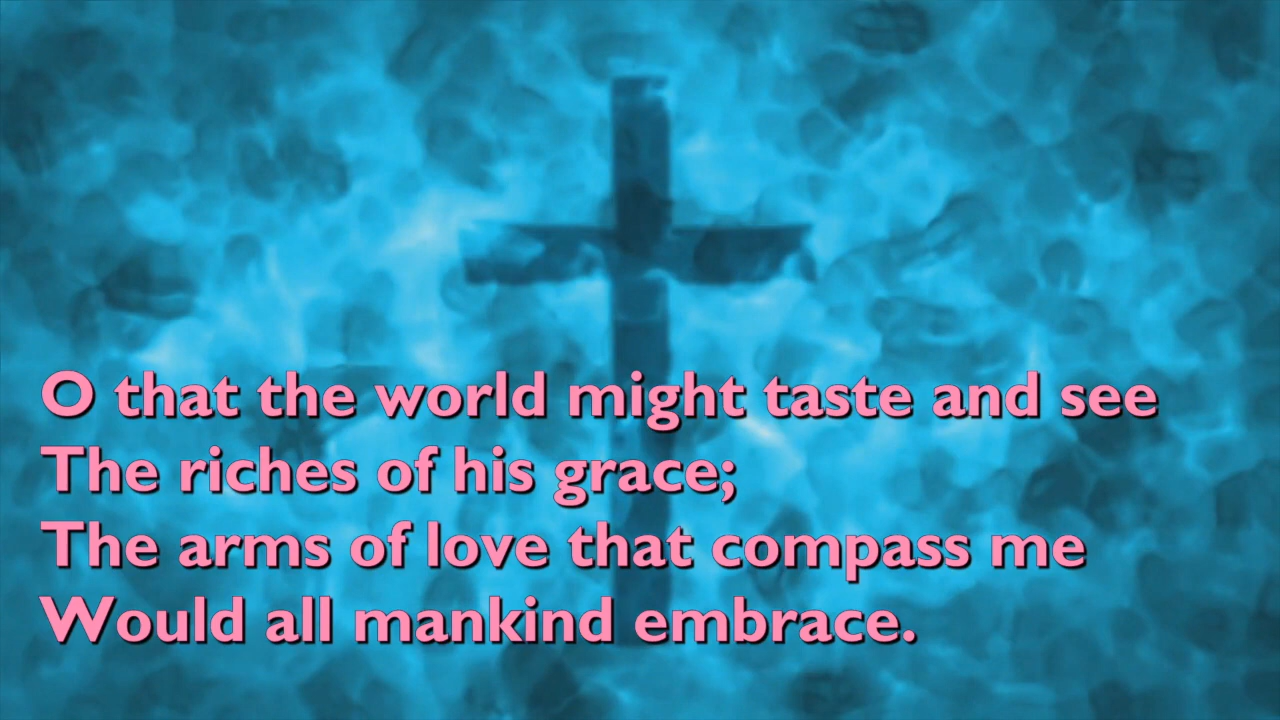 O that the world might taste and see
The riches of his grace;
The arms of love that compass me
Would all mankind embrace.